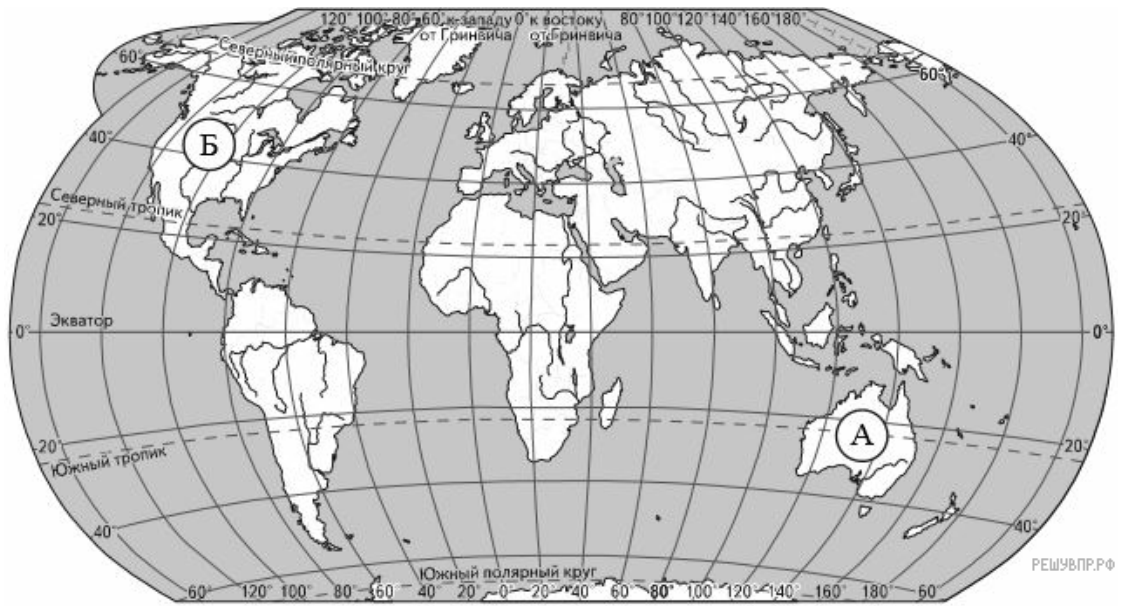 120° 100° 80° 60° к западу 0° к востоку 80° 100° 120° 140° 160° 180°
от Гринвича от Гринвича
Северный полярный круг
60° 60°
40° 40°
Б
Северный тропик
20° 20°
Экватор
0° 0°
А
20° 20°
Южный тропик
40° 40°
РЕШУВПР.РФ
Южный полярный круг
60° 120° 100° 80° 60° 40° 20° 0° 20° 40° 60° 80° 100° 120° 140° 180°